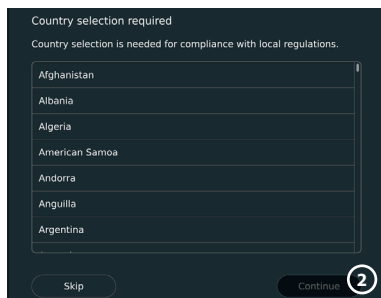 Country selection required
Country selection is needed for compliance with local regulations.
Afghanistan
Albania
Algeria
American Samoa
Andorra
Anguilla
Argentina
Skip
Continue
2